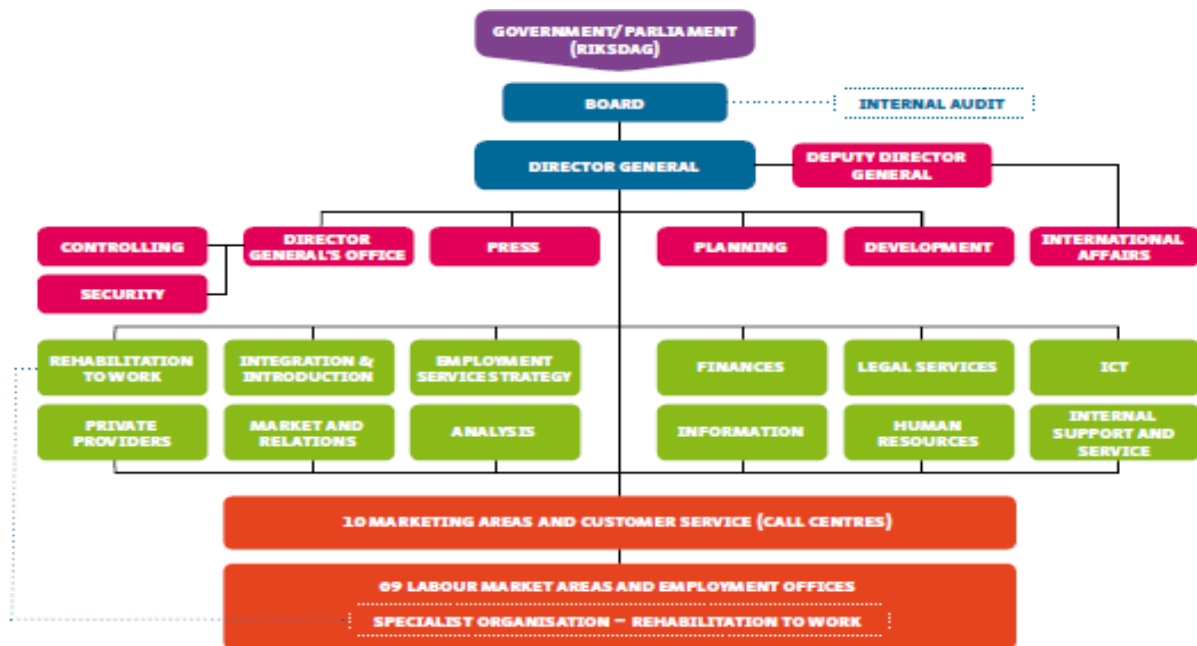 GOVERNMENT/PARLIAMENT
(RIKSDAG)
BOARD
INTERNAL AUDIT
DIRECTOR GENERAL
DEPUTY DIRECTOR
GENERAL
CONTROLLING
DIRECTOR
GENERAL'S OFFICE
PRESS
PLANNING
DEVELOPMENT
INTERNATIONAL
AFFAIRS
SECURITY
REHABILITATION
TO WORK
INTEGRATION &
INTRODUCTION
EMPLOYMENT
SERVICE STRATEGY
FINANCES
LEGAL SERVICES
ICT
PRIVATE
PROVIDERS
MARKET AND
RELATIONS
ANALYSIS
INFORMATION
HUMAN
RESOURCES
INTERNAL
SUPPORT AND
SERVICE
10 MARKETING AREAS AND CUSTOMER SERVICE (CALL CENTRES)
69 LABOUR MARKET AREAS AND EMPLOYMENT OFFICES
SPECIALIST ORGANISATION – REHABILITATION TO WORK